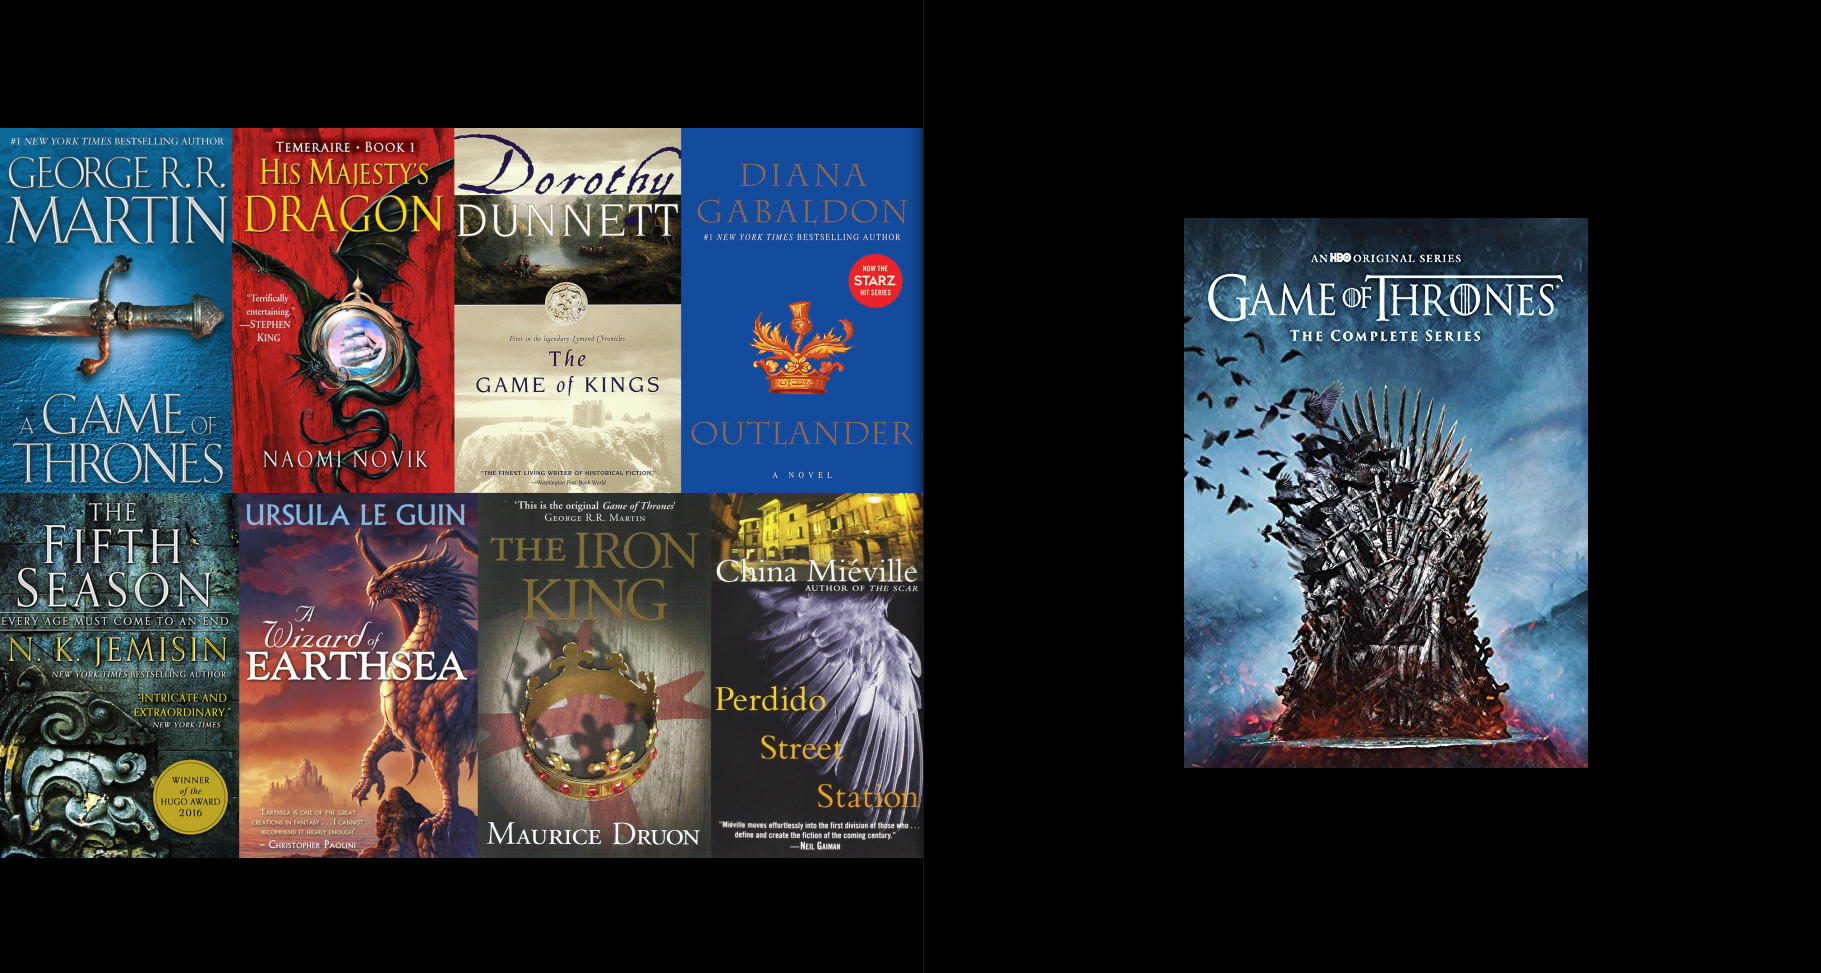 #1 NEW YORK TIMES BESTSELLING AUTHOR
GEORGE R.R.
MARTIN
A GAME OF
THRONES
TEMERAIRE • BOOK 1
HIS MAJESTY'S
DRAGON
"Terrifically
entertaining."
—STEPHEN
KING
NAOMI NOVIK
Dorothy
DUNNETT
First in the legendary Lymond Chronicles
The
GAME of KINGS
"THE FINEST LIVING WRITER OF HISTORICAL FICTION."
—Washington Post Book World
DIANA
GABALDON
#1 NEW YORK TIMES BESTSELLING AUTHOR
NOW THE
STARZ
HIT SERIES
OUTLANDER
A NOVEL
THE
FIFTH
SEASON
EVERY AGE MUST COME TO AN END
N. K. JEMISIN
NEW YORK TIMES BESTSELLING AUTHOR
"INTRICATE AND
EXTRAORDINARY."
—NEW YORK TIMES
WINNER
of the
HUGO AWARD
2016
URSULA LE GUIN
A
Wizard of
EARTHSEA
'EARTHSEA IS ONE OF THE GREAT
CREATIONS IN FANTASY . . . I CANNOT
RECOMMEND IT HIGHLY ENOUGH'
– CHRISTOPHER PAOLINI
'This is the original Game of Thrones'
GEORGE R.R. MARTIN
THE IRON
KING
MAURICE DRUON
China Miéville
AUTHOR OF THE SCAR
Perdido
Street
Station
"Miéville moves effortlessly into the first division of those who . . .
define and create the fiction of the coming century."
—NEIL GAIMAN
AN HBO ORIGINAL SERIES
GAME OF THRONES
THE COMPLETE SERIES